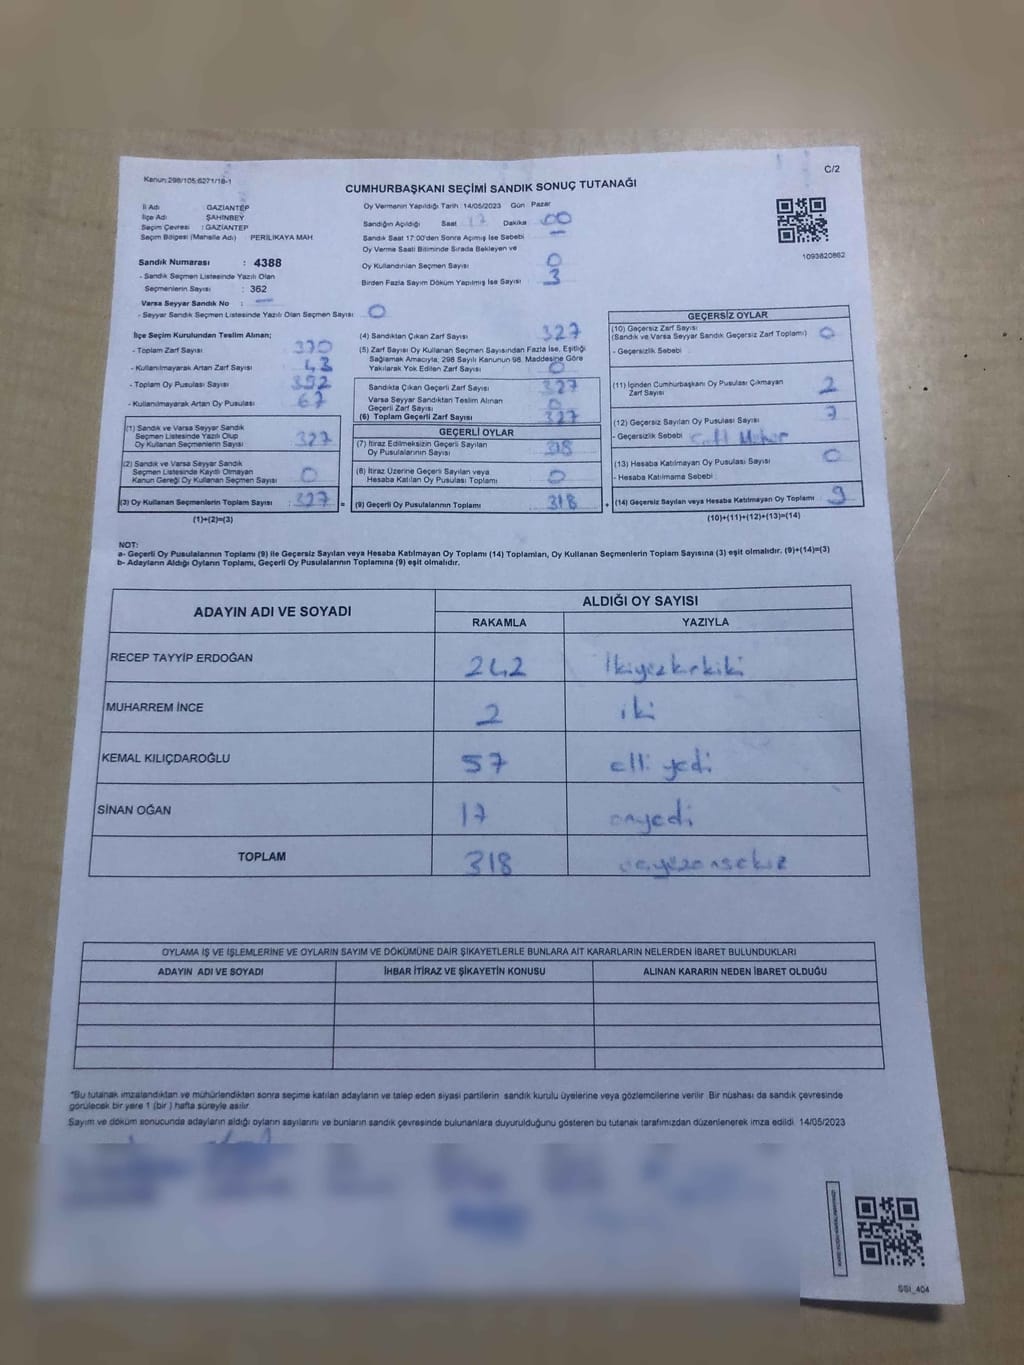 Kanun:298/105;6271/18-1
C/2
CUMHURBAŞKANI SEÇİMİ SANDIK SONUÇ TUTANAĞI
İl Adı GAZİANTEP
İlçe Adı ŞAHİNBEY
Seçim Çevresi : GAZİANTEP
Seçim Bölgesi (Mahalle Adı) PERİLİKAYA MAH
Sandık Numarası : 4388
- Sandık Seçmen Listesinde Yazılı Olan
Seçmenlerin Sayısı : 362
Varsa Seyyar Sandık No : —
- Seyyar Sandık Seçmen Listesinde Yazılı Olan Seçmen Sayısı 0
Oy Vermenin Yapıldığı Tarih :14/05/2023 Gün Pazar
Sandığın Açıldığı Saat 17 Dakika 00
Sandık Saat 17:00'den Sonra Açımış İse Sebebi —
Oy Verme Saati Bitiminde Sırada Bekleyen ve
Oy Kullandırılan Seçmen Sayısı 0
Birden Fazla Sayım Döküm Yapılmış İse Sayısı 3
1093820862
İlçe Seçim Kurulundan Teslim Alınan;
- Toplam Zarf Sayısı
- Kullanılmayarak Artan Zarf Sayısı 43
- Toplam Oy Pusulası Sayısı
- Kullanılmayarak Artan Oy Pusulası 67
(1) Sandık ve Varsa Seyyar Sandık
Seçmen Listesinde Yazılı Olup
Oy Kullanan Seçmenlerin Sayısı 327
(2) Sandık ve Varsa Seyyar Sandık
Seçmen Listesinde Kayıtlı Olmayan
Kanun Gereği Oy Kullanan Seçmen Sayısı 0
(3) Oy Kullanan Seçmenlerin Toplam Sayısı 327 =
(1)+(2)=(3)
(4) Sandıktan Çıkan Zarf Sayısı 327
(5) Zarf Sayısı Oy Kullanan Seçmen Sayısından Fazla İse, Eşitliği
Sağlamak Amacıyla, 298 Sayılı Kanunun 98. Maddesine Göre
Yakılarak Yok Edilen Zarf Sayısı 0
Sandıkta Çıkan Geçerli Zarf Sayısı 327
Varsa Seyyar Sandıktan Teslim Alınan
Geçerli Zarf Sayısı 0
(6) Toplam Geçerli Zarf Sayısı 327
GEÇERLİ OYLAR
(7) İtiraz Edilmeksizin Geçerli Sayılan
Oy Pusulalarının Sayısı 318
(8) İtiraz Üzerine Geçerli Sayılan veya
Hesaba Katılan Oy Pusulası Toplamı 0
(9) Geçerli Oy Pusulalarının Toplamı 318 +
GEÇERSİZ OYLAR
(10) Geçersiz Zarf Sayısı
(Sandık ve Varsa Seyyar Sandık Geçersiz Zarf Toplamı) 0
- Geçersizlik Sebebi
(11) İçinden Cumhurbaşkanı Oy Pusulası Çıkmayan
Zarf Sayısı 2
(12) Geçersiz Sayılan Oy Pusulası Sayısı 7
- Geçersizlik Sebebi
(13) Hesaba Katılmayan Oy Pusulası Sayısı 0
- Hesaba Katılmama Sebebi
(14) Geçersiz Sayılan veya Hesaba Katılmayan Oy Toplamı 9
(10)+(11)+(12)+(13)=(14)
NOT:
a- Geçerli Oy Pusulalarının Toplamı (9) ile Geçersiz Sayılan veya Hesaba Katılmayan Oy Toplamı (14) Toplamları, Oy Kullanan Seçmenlerin Toplam Sayısına (3) eşit olmalıdır. (9)+(14)=(3)
b- Adayların Aldığı Oyların Toplamı, Geçerli Oy Pusulalarının Toplamına (9) eşit olmalıdır.
ADAYIN ADI VE SOYADI ALDIĞI OY SAYISI
RAKAMLA YAZIYLA
RECEP TAYYİP ERDOĞAN 242 İkiyüzkırkiki
MUHARREM İNCE 2 iki
KEMAL KILIÇDAROĞLU 57 elli yedi
SİNAN OĞAN 17 onyedi
TOPLAM 318 üçyüzonsekiz
OYLAMA İŞ VE İŞLEMLERİNE VE OYLARIN SAYIM VE DÖKÜMÜNE DAİR ŞİKAYETLERLE BUNLARA AİT KARARLARIN NELERDEN İBARET BULUNDUKLARI
ADAYIN ADI VE SOYADI İHBAR İTİRAZ VE ŞİKAYETİN KONUSU ALINAN KARARIN NEDEN İBARET OLDUĞU
*Bu tutanak imzalandıktan ve mühürlendikten sonra seçime katılan adayların ve talep eden siyasi partilerin sandık kurulu üyelerine veya gözlemcilerine verilir. Bir nüshası da sandık çevresinde
görülecek bir yere 1 (bir ) hafta süreyle asılır.
Sayım ve döküm sonucunda adayların aldığı oyların sayılarını ve bunların sandık çevresinde bulunanlara duyurulduğunu gösteren bu tutanak tarafımızdan düzenlenerek imza edildi. 14/05/2023
SSI_404